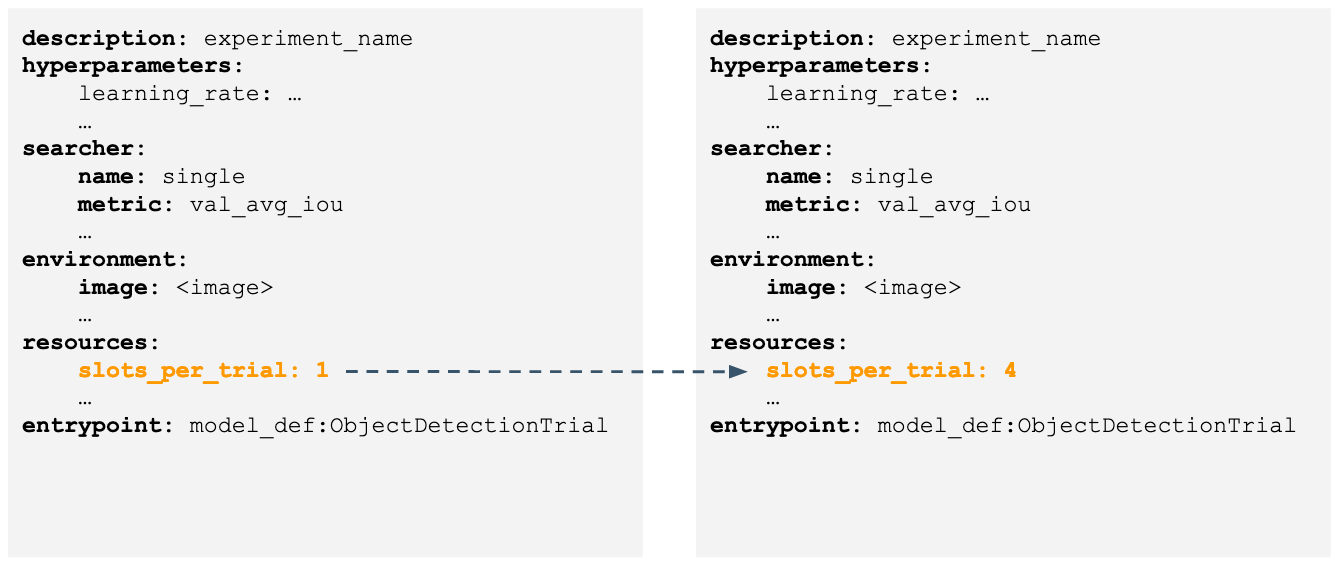 description: experiment_name
hyperparameters:
    learning_rate: …
    …
searcher:
    name: single
    metric: val_avg_iou
    …
environment:
    image: <image>
    …
resources:
    slots_per_trial: 1
    …
entrypoint: model_def:ObjectDetectionTrial
description: experiment_name
hyperparameters:
    learning_rate: …
    …
searcher:
    name: single
    metric: val_avg_iou
    …
environment:
    image: <image>
    …
resources:
    slots_per_trial: 4
    …
entrypoint: model_def:ObjectDetectionTrial